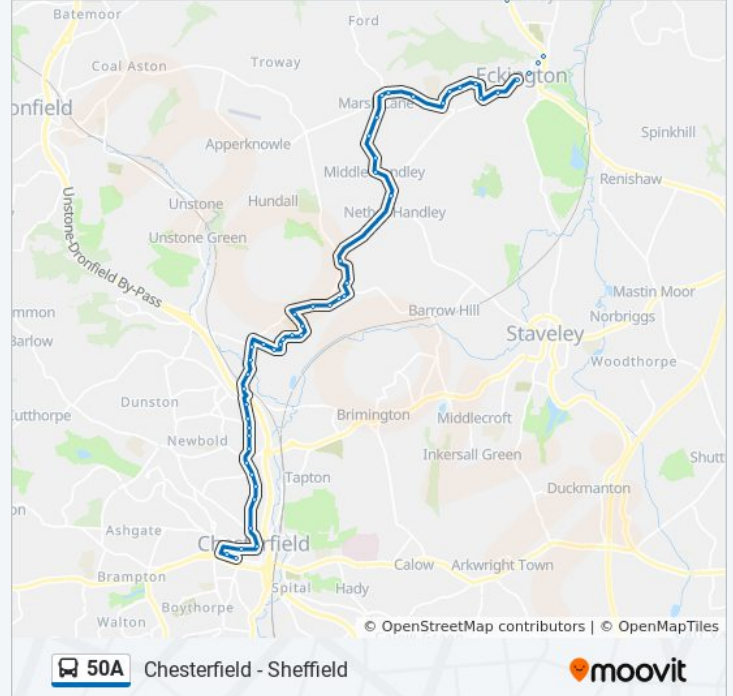 Batemoor
Ford
Coal Aston
Troway
Eckington
onfield
Marsh Lane
Spinkhill
Apperknowle
Middle Handley
Renishaw
Unstone
Hundall
Nether Handley
Unstone Green
Unstone-Dronfield By-Pass
Mastin Moor
mmon
Barrow Hill
Norbriggs
Barlow
Staveley
Woodthorpe
Dunston
Cutthorpe
Brimington
Middlecroft
Newbold
Inkersall Green
Shutt
Tapton
Duckmanton
on
Ashgate
Chesterfield
Calow
Arkwright Town
Brampton
Spital
Hady
Boythorpe
Walton
© OpenStreetMap contributors | © OpenMapTiles
50A
Chesterfield - Sheffield
moovit